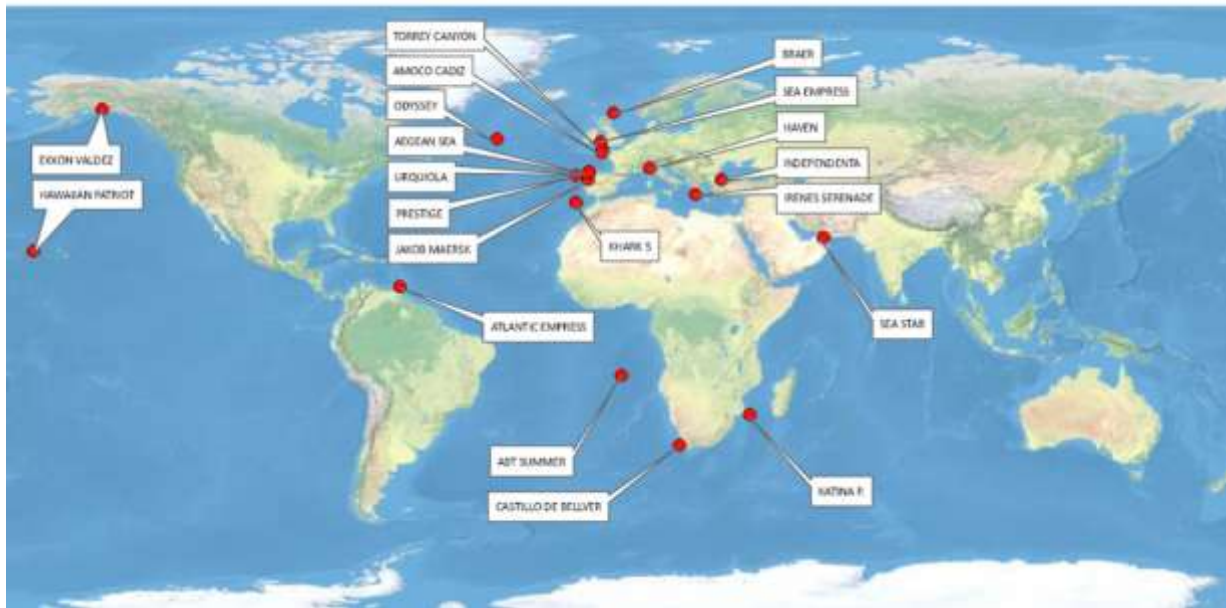 TORREY CANYON
BRAER
AMOCO CADIZ
SEA EMPRESS
ODYSSEY
HAVEN
AEGEAN SEA
EXXON VALDEZ
INDEPENDENTA
URQUIOLA
HAWAIIAN PATRIOT
IRENES SERENADE
PRESTIGE
JAKOB MAERSK
KHARK 5
ATLANTIC EMPRESS
SEA STAR
ABT SUMMER
KATINA P.
CASTILLO DE BELLVER